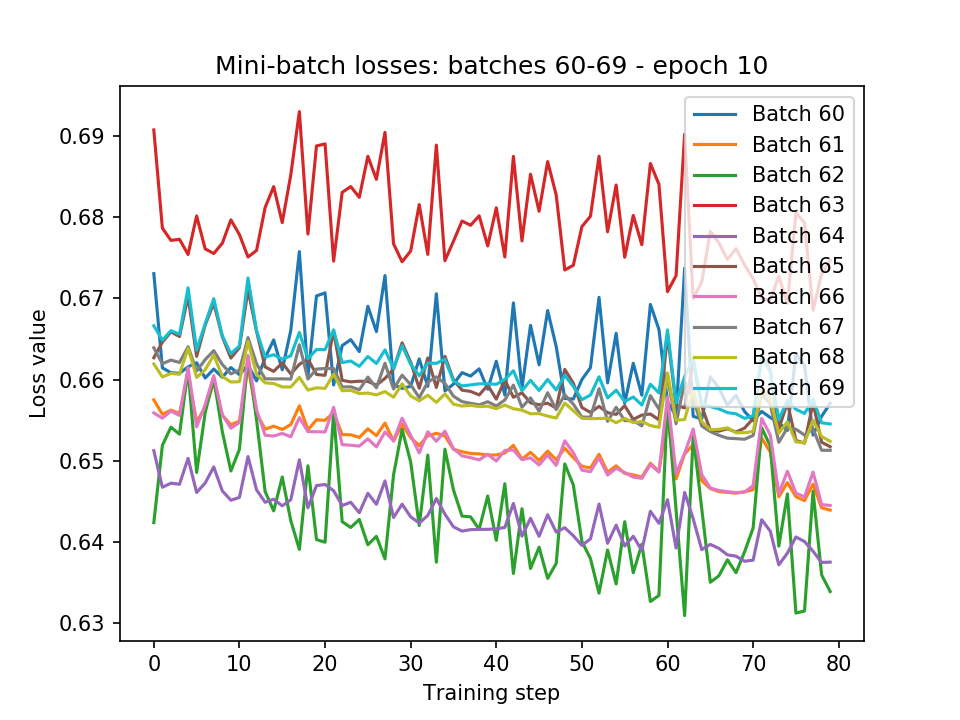 Mini-batch losses: batches 60-69 - epoch 10
Loss value
0.69
0.68
0.67
0.66
0.65
0.64
0.63
Batch 60
Batch 61
Batch 62
Batch 63
Batch 64
Batch 65
Batch 66
Batch 67
Batch 68
Batch 69
0 10 20 30 40 50 60 70 80
Training step